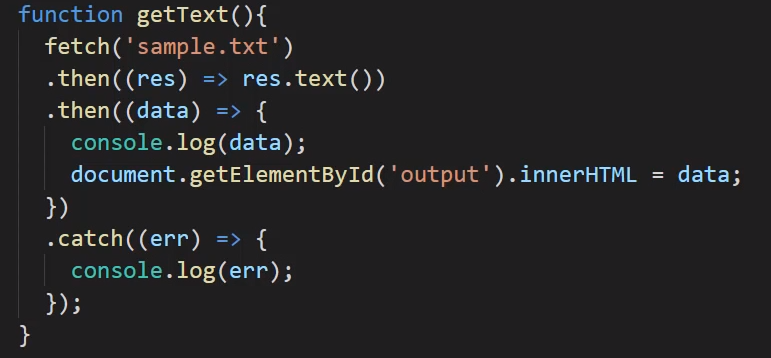 function getText(){
  fetch('sample.txt')
  .then((res) => res.text())
  .then((data) => {
    console.log(data);
    document.getElementById('output').innerHTML = data;
  })
  .catch((err) => {
    console.log(err);
  });
}